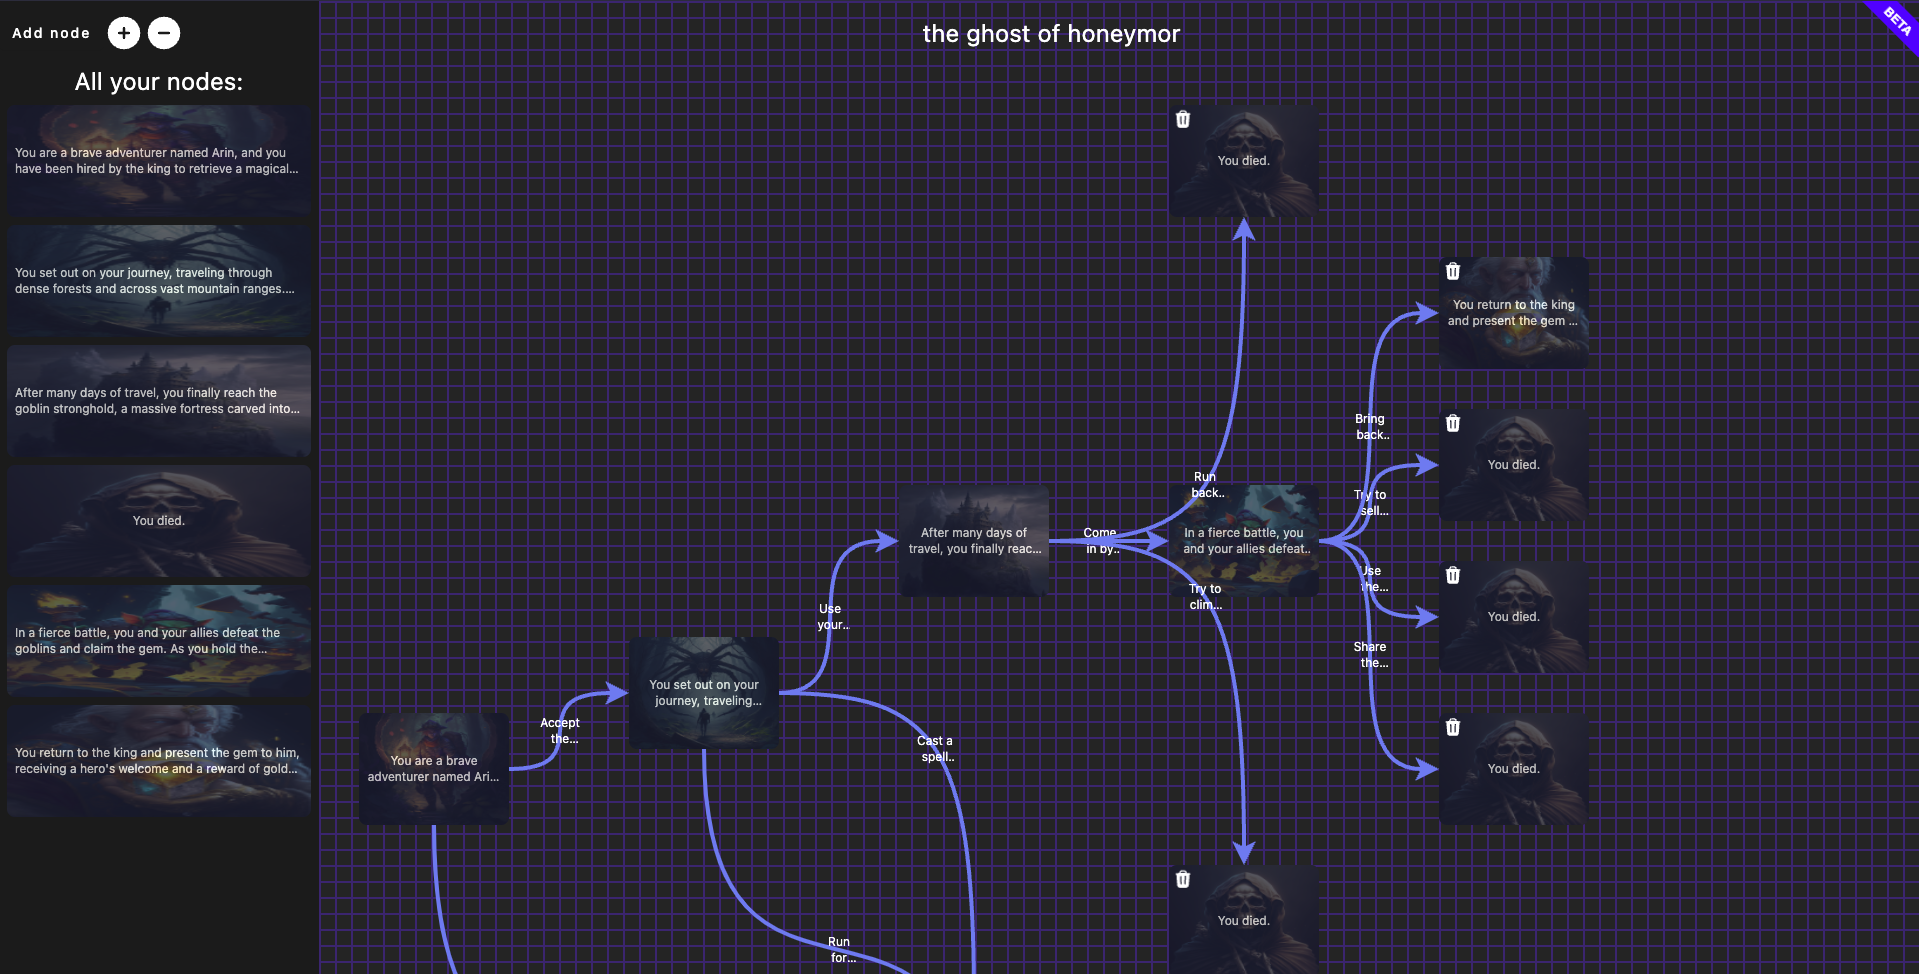 Add node
the ghost of honeymor
BETA
All your nodes:
You are a brave adventurer named Arin, and you
have been hired by the king to retrieve a magical...
You set out on your journey, traveling through
dense forests and across vast mountain ranges....
After many days of travel, you finally reach the
goblin stronghold, a massive fortress carved into...
You died.
In a fierce battle, you and your allies defeat the
goblins and claim the gem. As you hold the...
You return to the king and present the gem to him,
receiving a hero's welcome and a reward of gold...
You are a brave
adventurer named Ari...
Accept
the...
You set out on your
journey, traveling...
Use
your..
Cast a
spell..
Run
for...
After many days of
travel, you finally reac...
Run
back..
Come
in by..
Try to
clim...
You died.
In a fierce battle, you
and your allies defeat..
You died.
Bring
back..
Try to
sell...
Use
the...
Share
the...
You return to the king
and present the gem ...
You died.
You died.
You died.